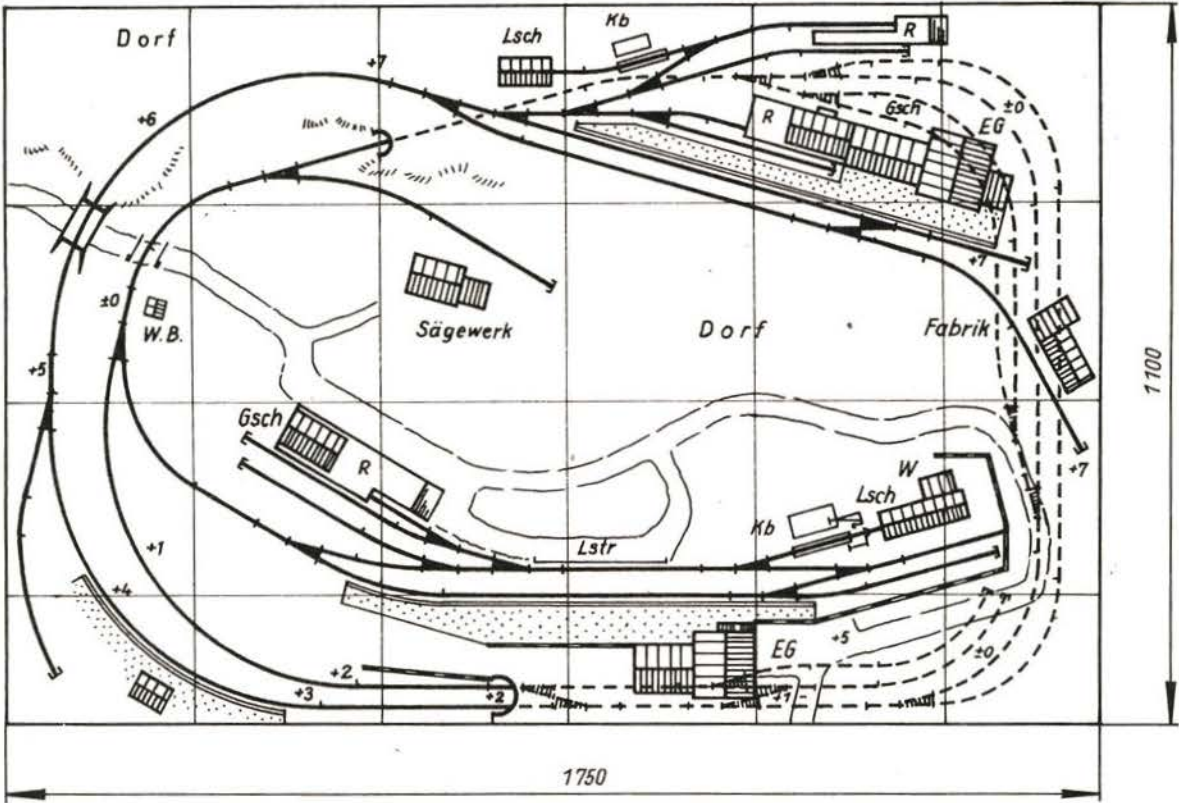 Dorf
Lsch
Kb
R
+7
+6
R
Gsch
EG
±0
+7
±0
W.B.
Sägewerk
Dorf
Fabrik
+5
1100
Gsch
R
+7
W
Lsch
Kb
+1
Lstr
+4
+5
EG
±0
+2
+3
+2
+1
1750